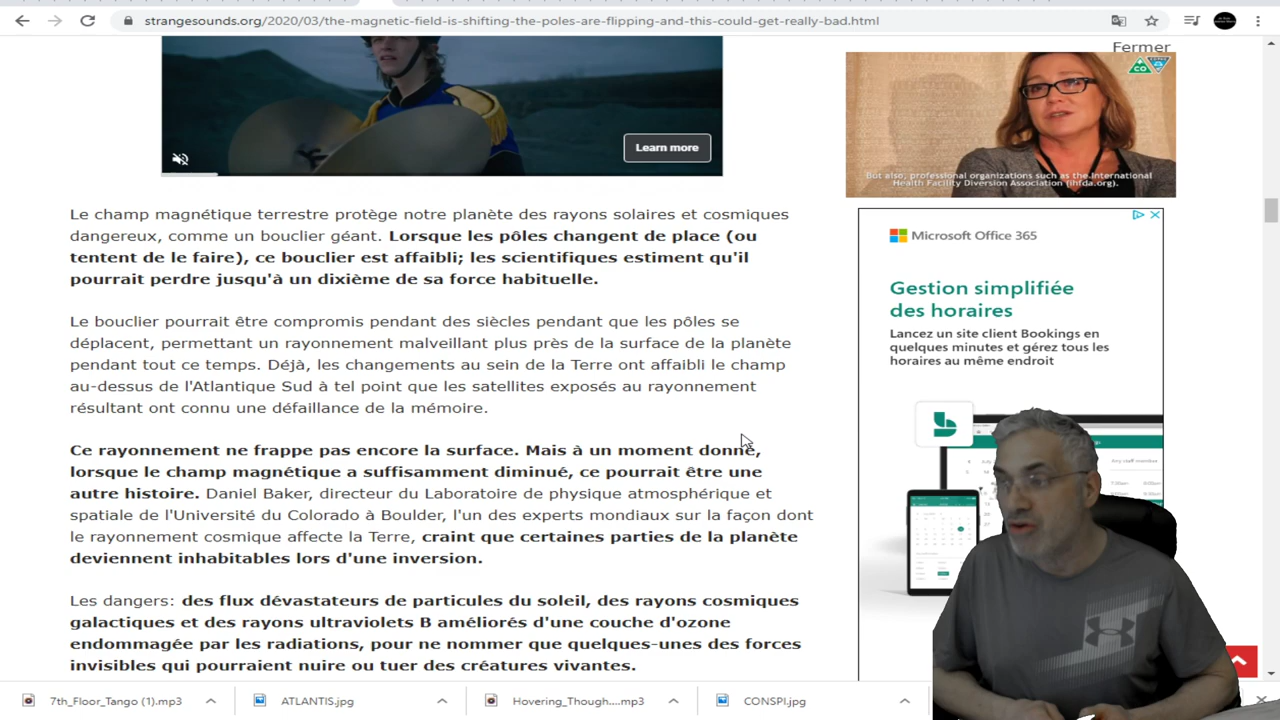 strangesounds.org/2020/03/the-magnetic-field-is-shifting-the-poles-are-flipping-and-this-could-get-really-bad.html
Fermer
Learn more
But also, professional organizations such as the International
Health Facility Diversion Association (ihfda.org).
Le champ magnétique terrestre protège notre planète des rayons solaires et cosmiques
dangereux, comme un bouclier géant. Lorsque les pôles changent de place (ou
tentent de le faire), ce bouclier est affaibli; les scientifiques estiment qu'il
pourrait perdre jusqu'à un dixième de sa force habituelle.
Le bouclier pourrait être compromis pendant des siècles pendant que les pôles se
déplacent, permettant un rayonnement malveillant plus près de la surface de la planète
pendant tout ce temps. Déjà, les changements au sein de la Terre ont affaibli le champ
au-dessus de l'Atlantique Sud à tel point que les satellites exposés au rayonnement
résultant ont connu une défaillance de la mémoire.
Ce rayonnement ne frappe pas encore la surface. Mais à un moment donné,
lorsque le champ magnétique a suffisamment diminué, ce pourrait être une
autre histoire. Daniel Baker, directeur du Laboratoire de physique atmosphérique et
spatiale de l'Université du Colorado à Boulder, l'un des experts mondiaux sur la façon dont
le rayonnement cosmique affecte la Terre, craint que certaines parties de la planète
deviennent inhabitables lors d'une inversion.
Les dangers: des flux dévastateurs de particules du soleil, des rayons cosmiques
galactiques et des rayons ultraviolets B améliorés d'une couche d'ozone
endommagée par les radiations, pour ne nommer que quelques-unes des forces
invisibles qui pourraient nuire ou tuer des créatures vivantes.
Microsoft Office 365
Gestion simplifiée
des horaires
Lancez un site client Bookings en
quelques minutes et gérez tous les
horaires au même endroit
7th_Floor_Tango (1).mp3
ATLANTIS.jpg
Hovering_Though....mp3
CONSPI.jpg